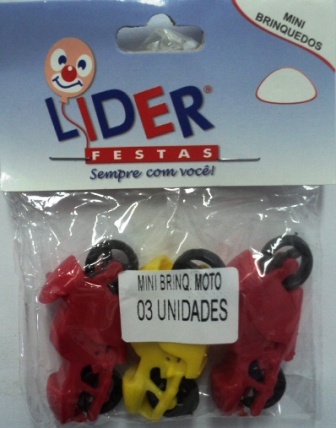 MINI
BRINQUEDOS
LIDER®
FESTAS
Sempre com você!
MINI BRINQ. MOTO
03 UNIDADES